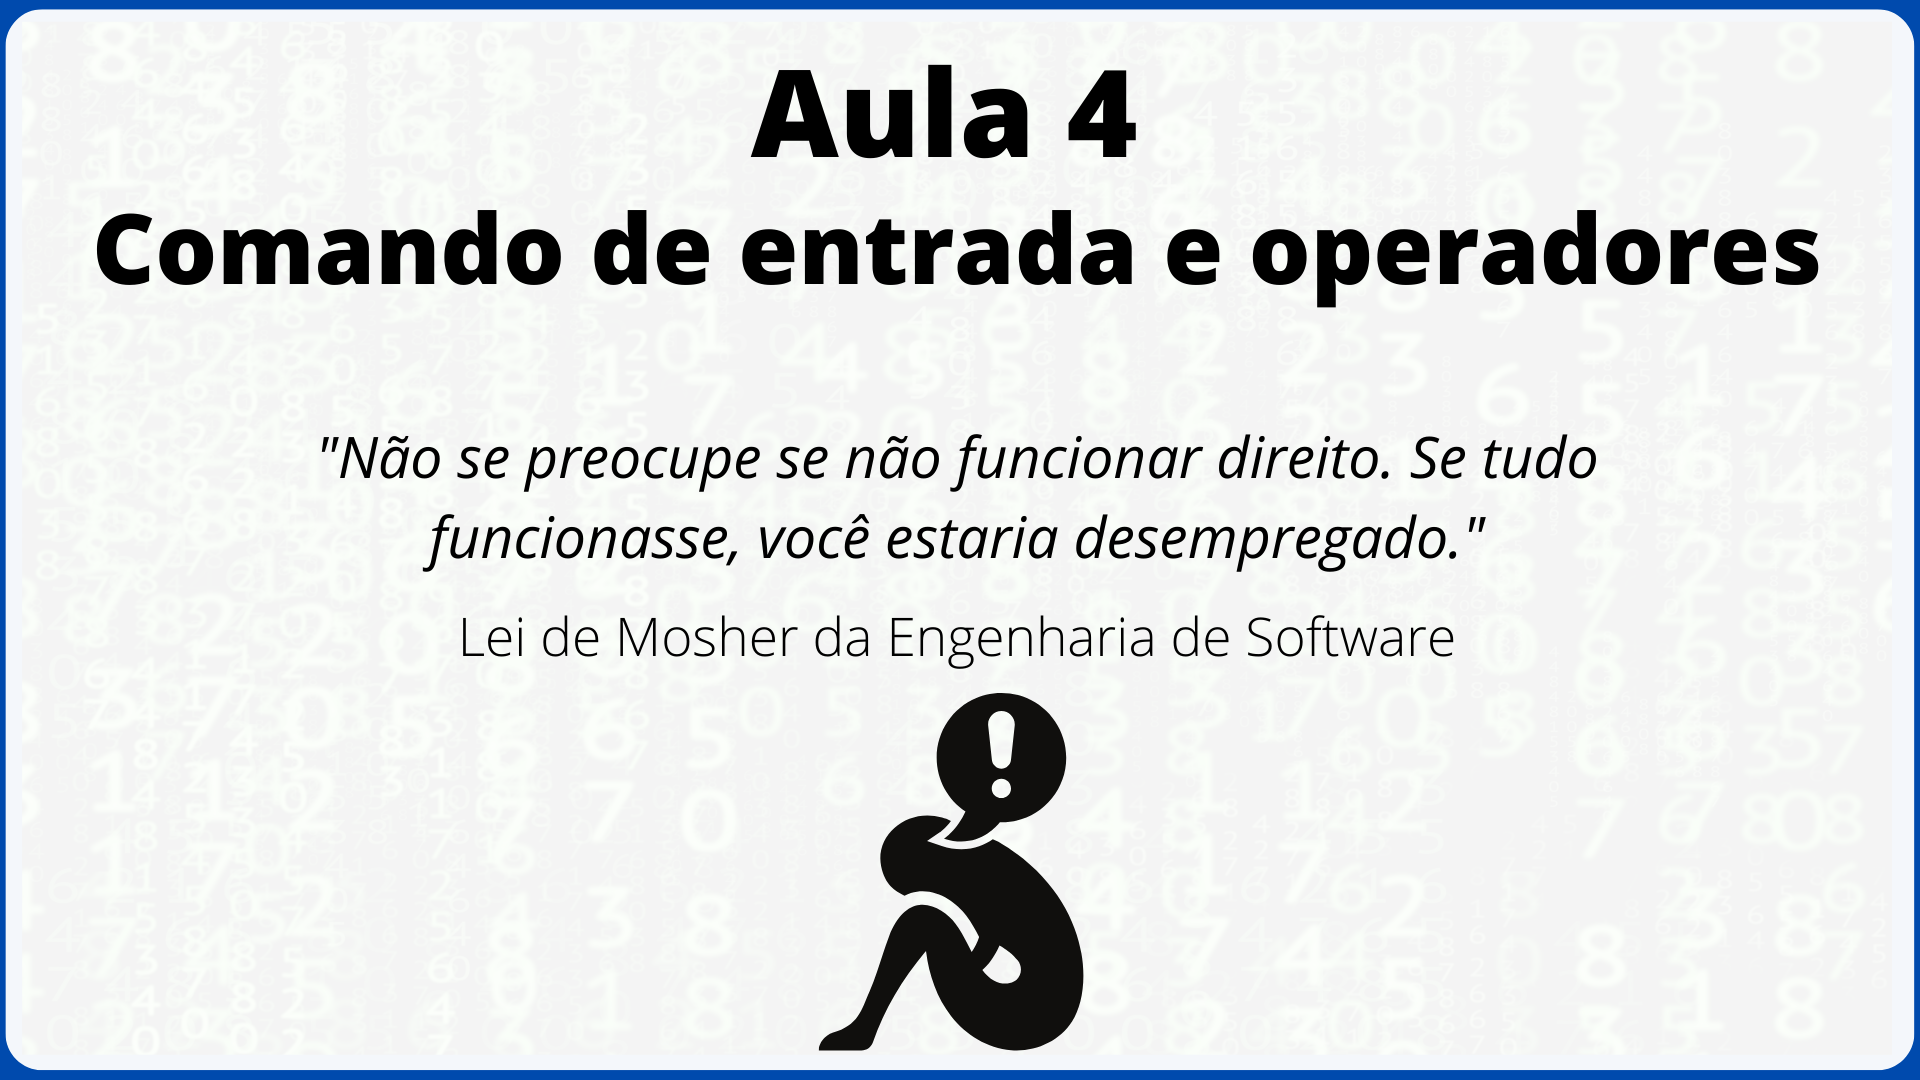 Aula 4
Comando de entrada e operadores
"Não se preocupe se não funcionar direito. Se tudo
funcionasse, você estaria desempregado."
Lei de Mosher da Engenharia de Software
!